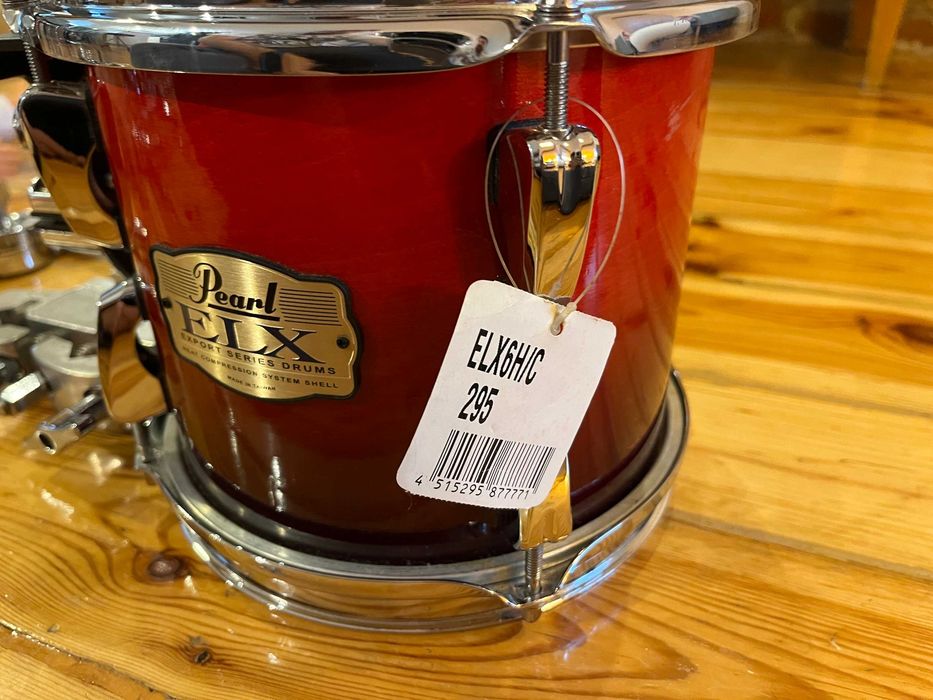 Pearl
ELX
EXPORT SERIES DRUMS
HEAT COMPRESSION SYSTEM SHELL
MADE IN TAIWAN
ELX6H/C
295
4 515295 877771